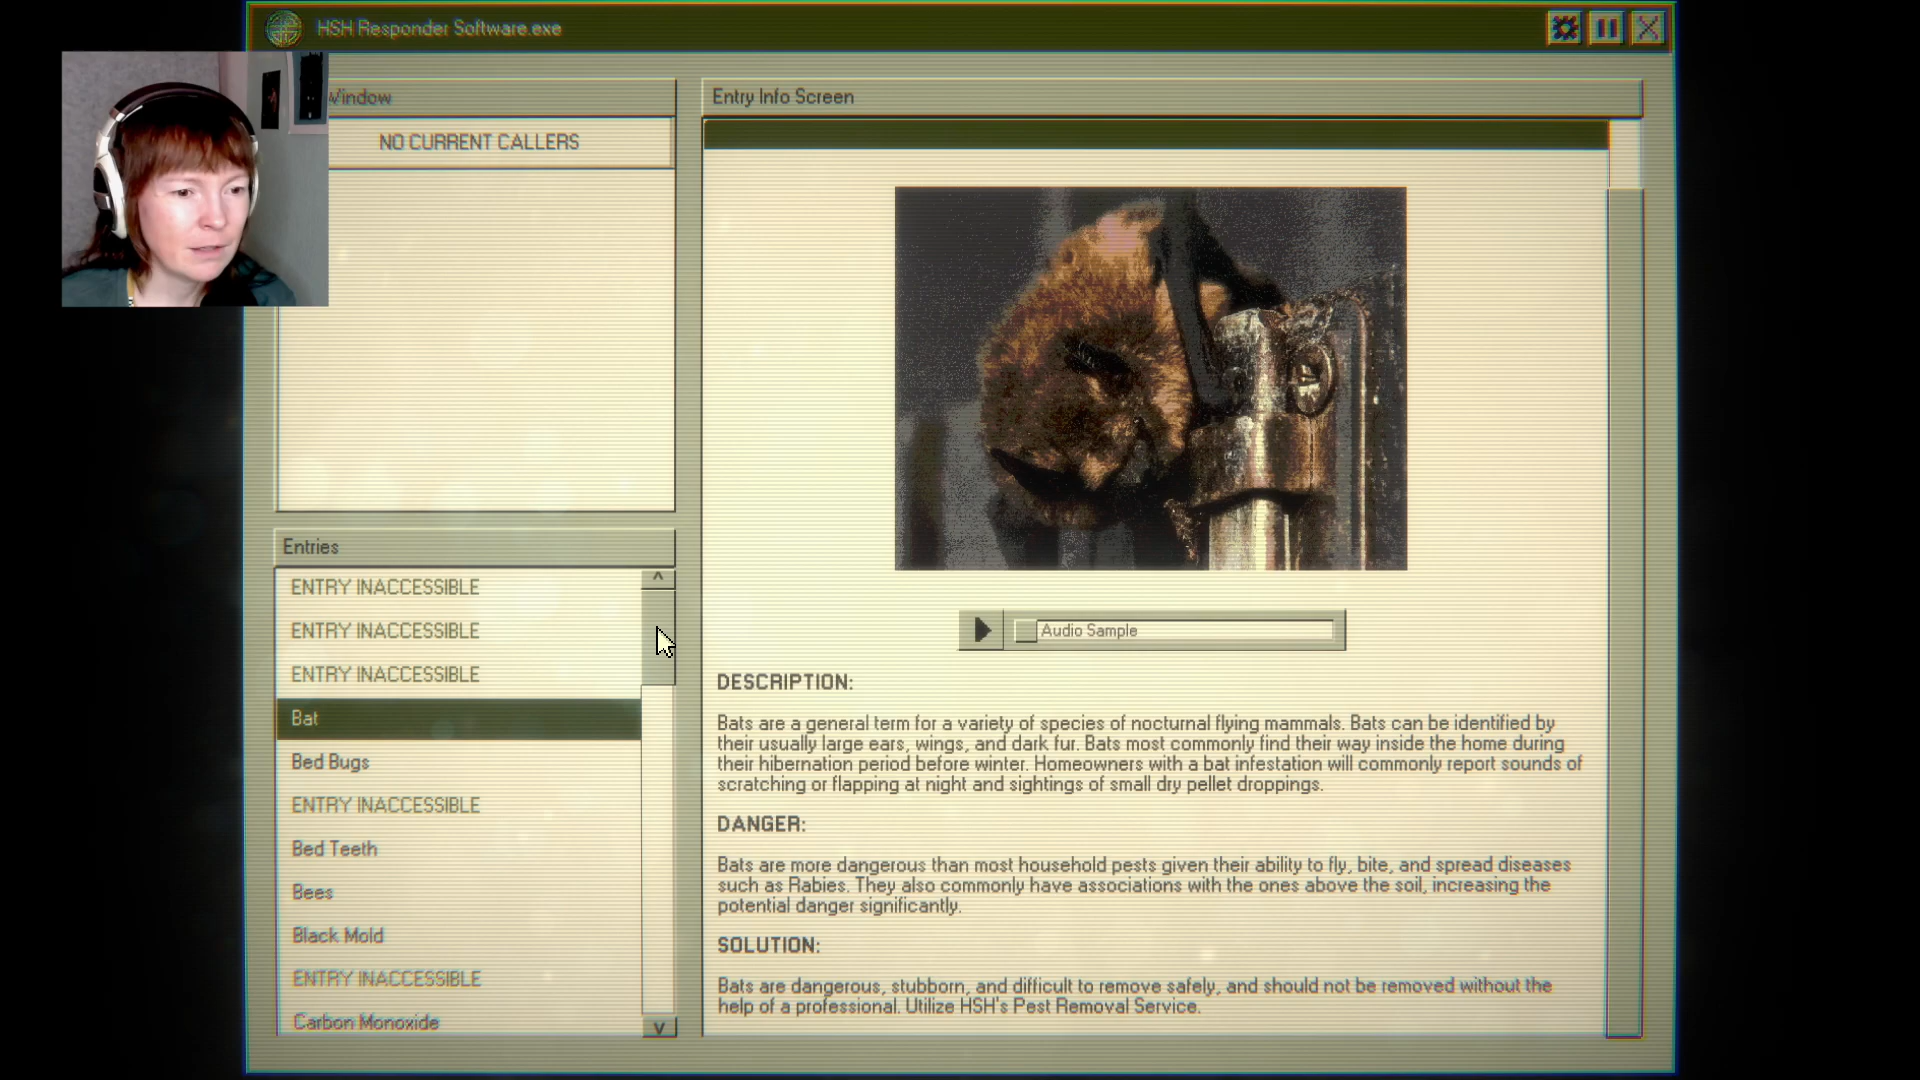 HSH Responder Software.exe
Window
Entry Info Screen
NO CURRENT CALLERS
Entries
ENTRY INACCESSIBLE
ENTRY INACCESSIBLE
ENTRY INACCESSIBLE
Bat
Bed Bugs
ENTRY INACCESSIBLE
Bed Teeth
Bees
Black Mold
ENTRY INACCESSIBLE
Carbon Monoxide
Audio Sample
DESCRIPTION:
Bats are a general term for a variety of species of nocturnal flying mammals. Bats can be identified by
their usually large ears, wings, and dark fur. Bats most commonly find their way inside the home during
their hibernation period before winter. Homeowners with a bat infestation will commonly report sounds of
scratching or flapping at night and sightings of small dry pellet droppings.
DANGER:
Bats are more dangerous than most household pests given their ability to fly, bite, and spread diseases
such as Rabies. They also commonly have associations with the ones above the soil, increasing the
potential danger significantly.
SOLUTION:
Bats are dangerous, stubborn, and difficult to remove safely, and should not be removed without the
help of a professional. Utilize HSH's Pest Removal Service.